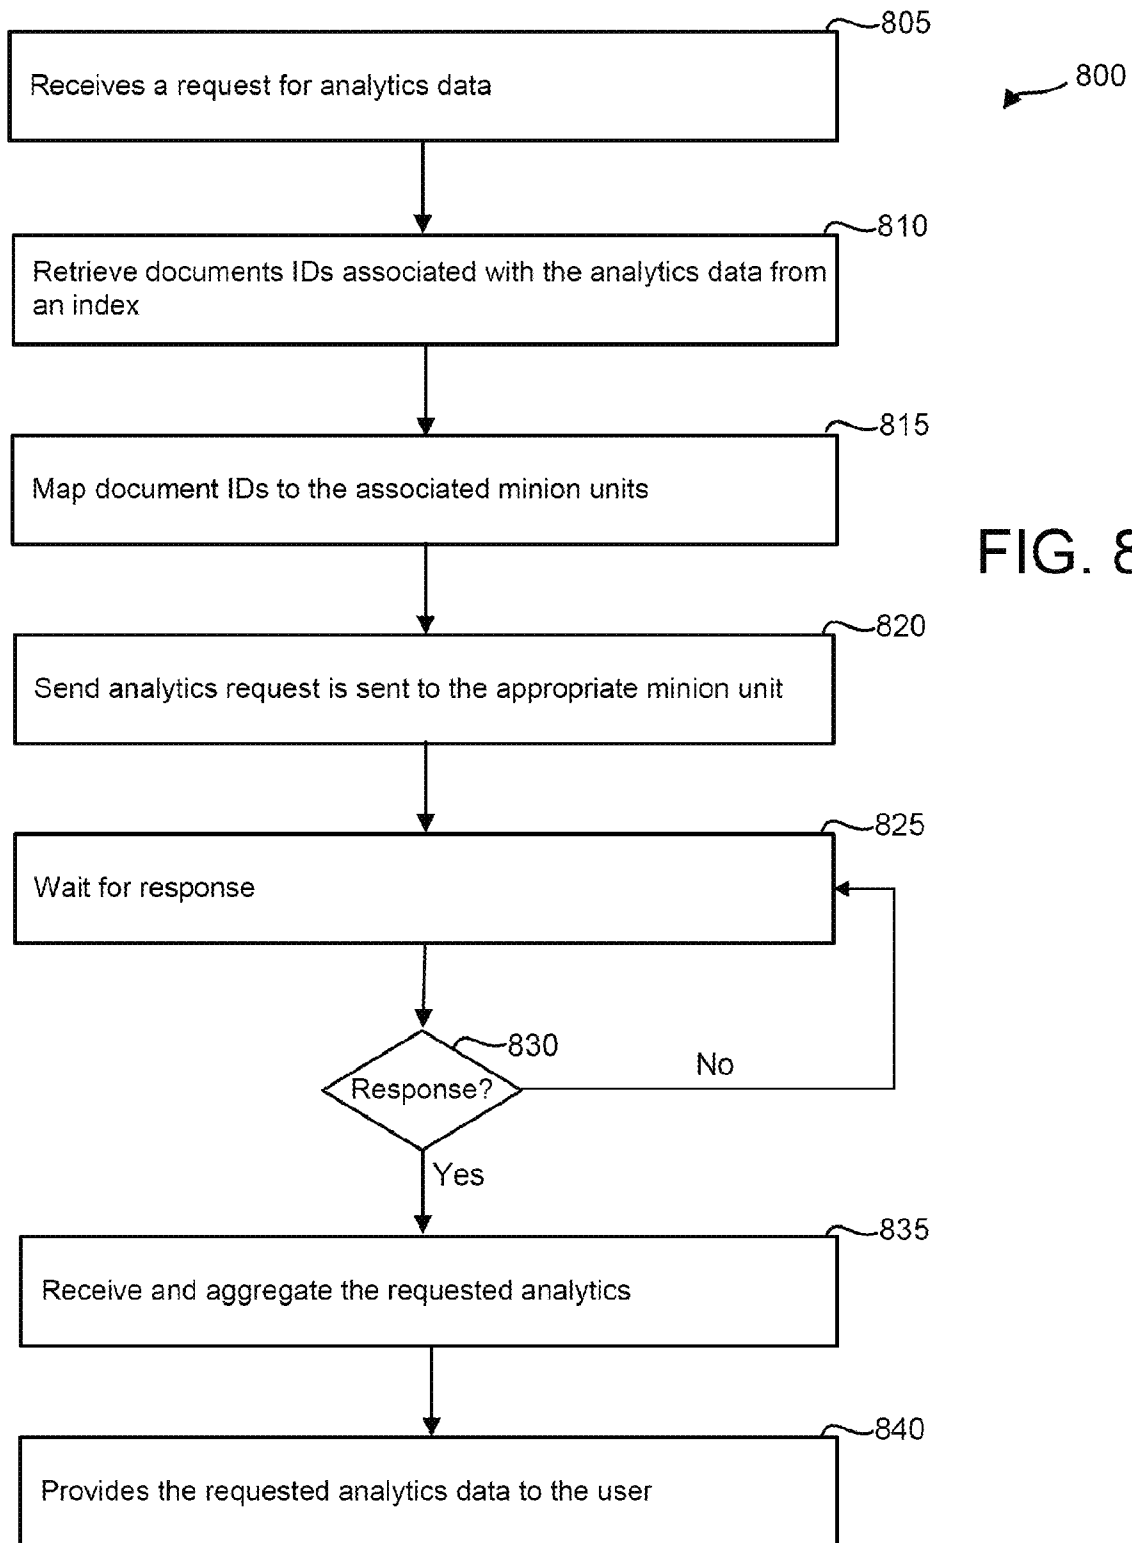 805
Receives a request for analytics data
800
810
Retrieve documents IDs associated with the analytics data from
an index
815
Map document IDs to the associated minion units
FIG. 8
820
Send analytics request is sent to the appropriate minion unit
825
Wait for response
830
Response?
No
Yes
835
Receive and aggregate the requested analytics
840
Provides the requested analytics data to the user